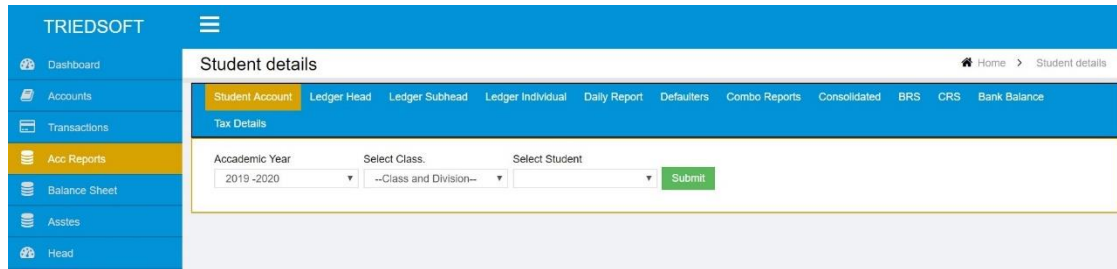 TRIEDSOFT
Dashboard
Accounts
Transactions
Acc Reports
Balance Sheet
Asstes
Head
Student details
Home > Student details
Student Account Ledger Head Ledger Subhead Ledger Individual Daily Report Defaulters Combo Reports Consolidated BRS CRS Bank Balance
Tax Details
Accademic Year Select Class. Select Student
2019 -2020 --Class and Division-- Submit